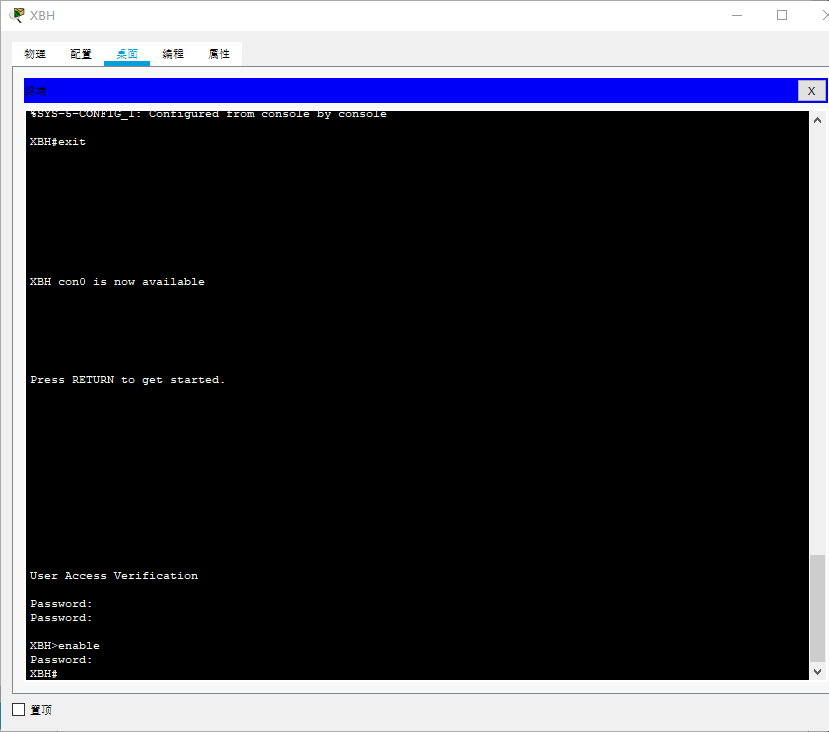 XBH
物理 配置 桌面 编程 属性
X
%SYS-5-CONFIG_I: Configured from console by console
XBH#exit
XBH con0 is now available
Press RETURN to get started.
User Access Verification
Password:
Password:
XBH>enable
Password:
XBH#
置顶